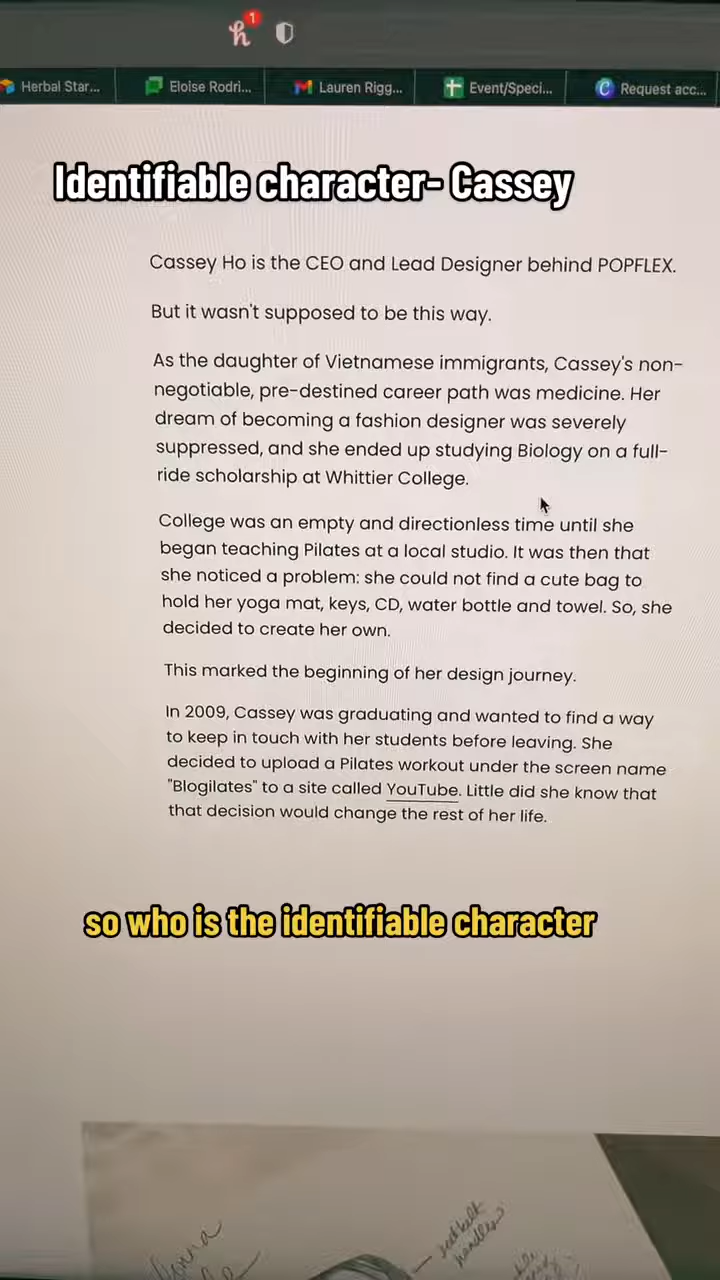 1
Herbal Star...
Eloise Rodri...
Lauren Rigg...
Event/Speci...
Request acc...
Identifiable character- Cassey
Cassey Ho is the CEO and Lead Designer behind POPFLEX.
But it wasn't supposed to be this way.
As the daughter of Vietnamese immigrants, Cassey's non-
negotiable, pre-destined career path was medicine. Her
dream of becoming a fashion designer was severely
suppressed, and she ended up studying Biology on a full-
ride scholarship at Whittier College.
College was an empty and directionless time until she
began teaching Pilates at a local studio. It was then that
she noticed a problem: she could not find a cute bag to
hold her yoga mat, keys, CD, water bottle and towel. So, she
decided to create her own.
This marked the beginning of her design journey.
In 2009, Cassey was graduating and wanted to find a way
to keep in touch with her students before leaving. She
decided to upload a Pilates workout under the screen name
"Blogilates" to a site called YouTube. Little did she know that
that decision would change the rest of her life.
so who is the identifiable character
handles